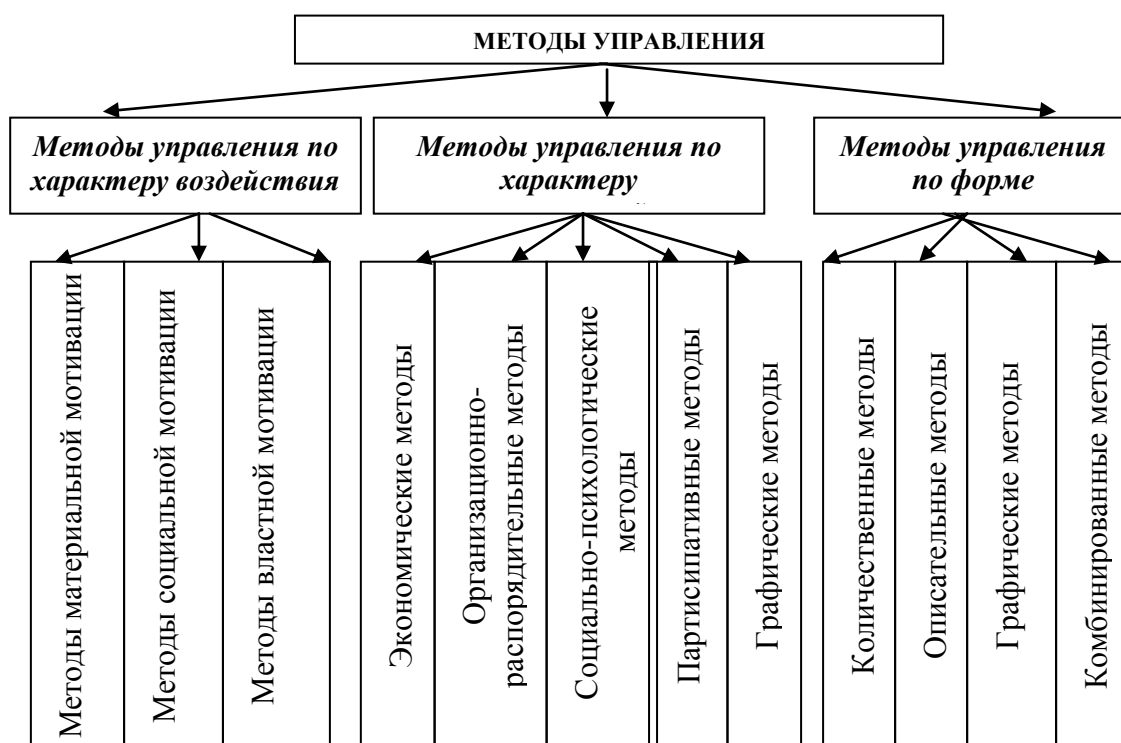 МЕТОДЫ УПРАВЛЕНИЯ
Методы управления по
характеру воздействия
Методы управления по
характеру
Методы управления
по форме
Методы материальной мотивации
Методы социальной мотивации
Методы властной мотивации
Экономические методы
Организационно-
распорядительные методы
Социально-психологические
методы
Партисипативные методы
Графические методы
Количественные методы
Описательные методы
Графические методы
Комбинированные методы